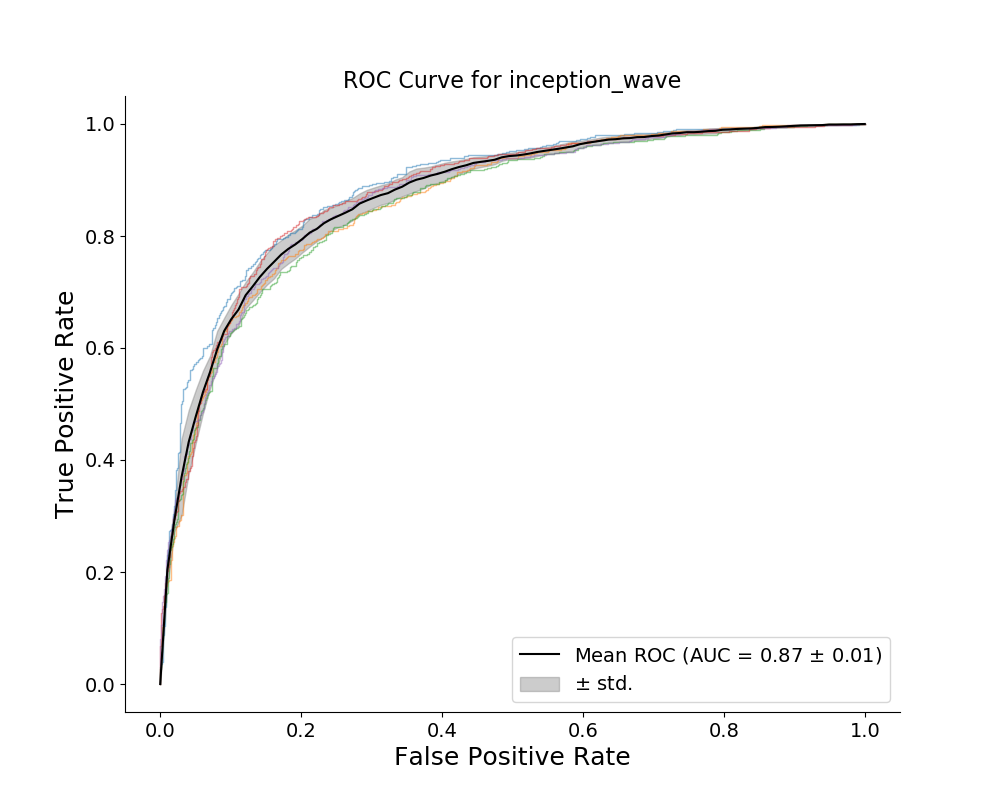 ROC Curve for inception_wave
1.0
0.8
0.6
0.4
0.2
0.0
True Positive Rate
Mean ROC (AUC = 0.87 ± 0.01)
± std.
0.0 0.2 0.4 0.6 0.8 1.0
False Positive Rate